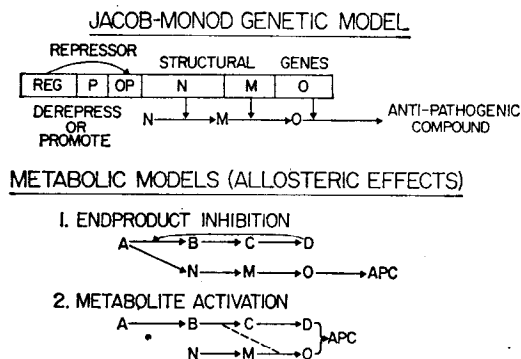 JACOB-MONOD GENETIC MODEL
REPRESSOR
STRUCTURAL GENES
REG P OP N M O
DEREPRESS
OR
PROMOTE
N M O
ANTI-PATHOGENIC
COMPOUND
METABOLIC MODELS (ALLOSTERIC EFFECTS)
1. ENDPRODUCT INHIBITION
A B C D
N M O APC
2. METABOLITE ACTIVATION
A B C D
APC
N M O